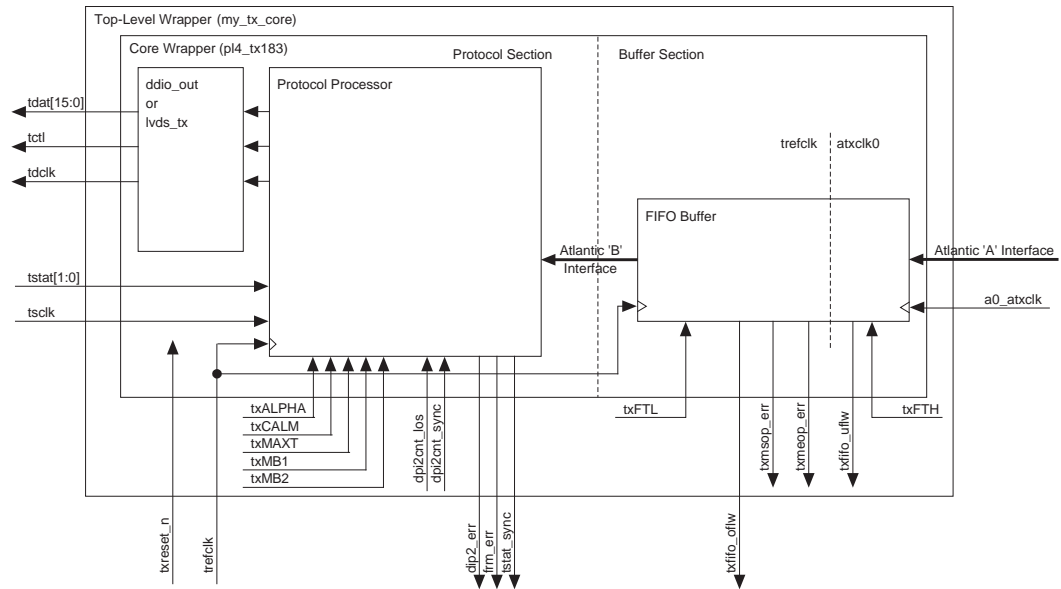 Top-Level Wrapper (my_tx_core)
Core Wrapper (pl4_tx183)
Protocol Section
Buffer Section
ddio_out
or
lvds_tx
Protocol Processor
tdat[15:0]
tctl
tdclk
trefclk
atxclk0
FIFO Buffer
Atlantic 'B'
Interface
Atlantic 'A' Interface
tstat[1:0]
tsclk
a0_atxclk
txALPHA
txCALM
txMAXT
txMB1
txMB2
dpi2cnt_los
dpi2cnt_sync
txFTL
txmsop_err
txmeop_err
txfifo_uflw
txFTH
txreset_n
trefclk
dip2_err
frm_err
tstat_sync
txfifo_oflw